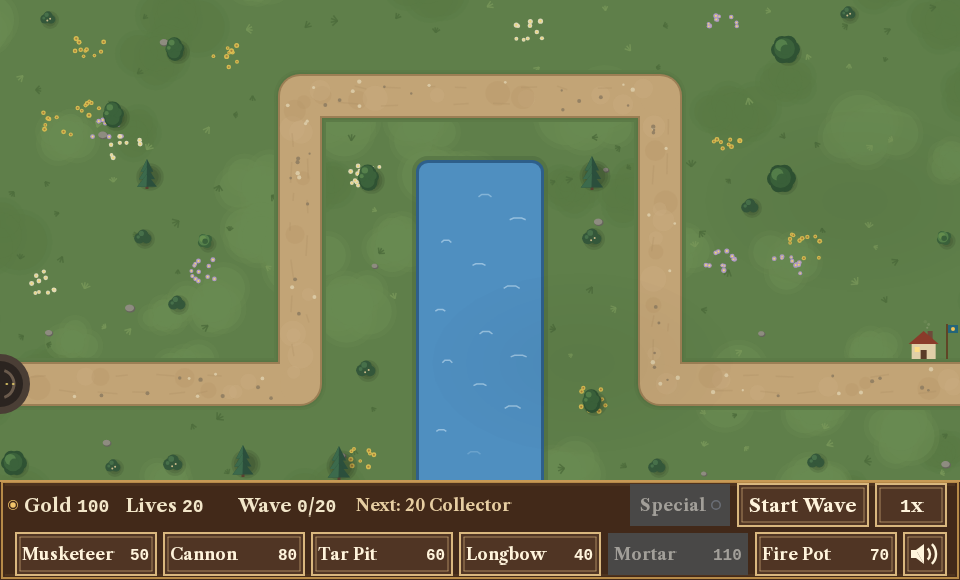 Gold 100 Lives 20 Wave 0/20 Next: 20 Collector Special Start Wave 1x
Musketeer 50 Cannon 80 Tar Pit 60 Longbow 40 Mortar 110 Fire Pot 70